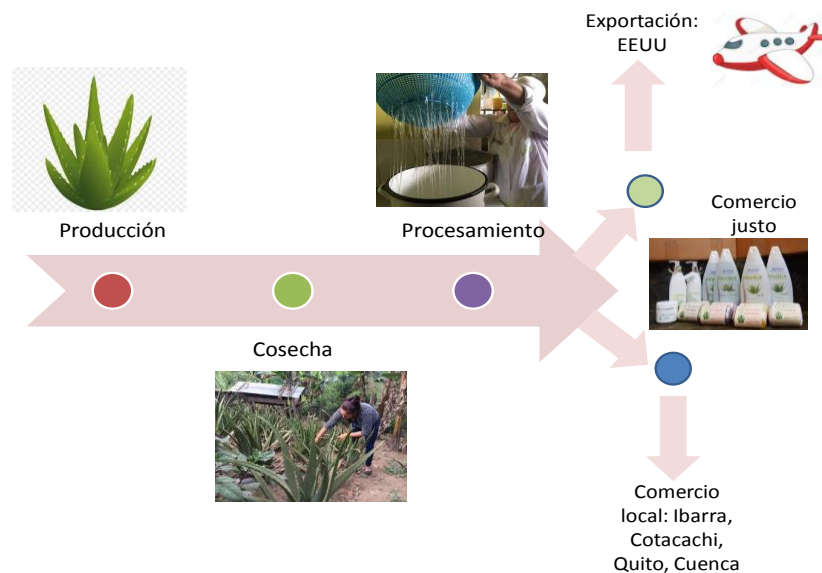 Exportación:
EEUU
Producción
Procesamiento
Comercio
justo
Cosecha
Comercio
local: Ibarra,
Cotacachi,
Quito, Cuenca